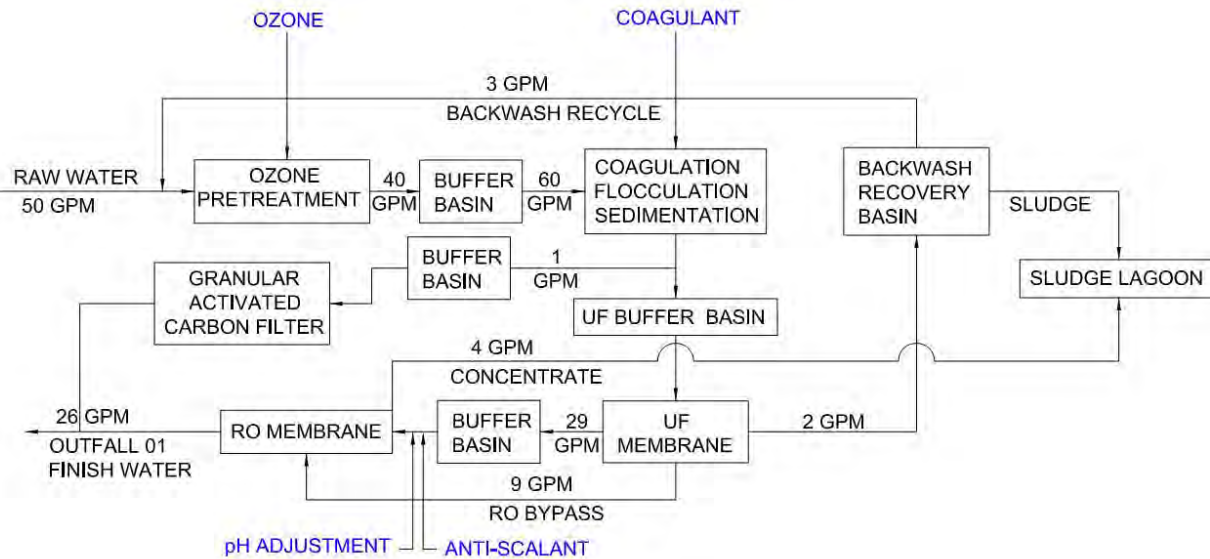 OZONE
COAGULANT
3 GPM
BACKWASH RECYCLE
RAW WATER
50 GPM
OZONE
PRETREATMENT
40
GPM
BUFFER
BASIN
60
GPM
COAGULATION
FLOCCULATION
SEDIMENTATION
BACKWASH
RECOVERY
BASIN
SLUDGE
SLUDGE LAGOON
GRANULAR
ACTIVATED
CARBON FILTER
BUFFER
BASIN
1
GPM
UF BUFFER BASIN
4 GPM
CONCENTRATE
26 GPM
OUTFALL 01
FINISH WATER
RO MEMBRANE
BUFFER
BASIN
29
GPM
UF
MEMBRANE
2 GPM
9 GPM
RO BYPASS
pH ADJUSTMENT
ANTI-SCALANT